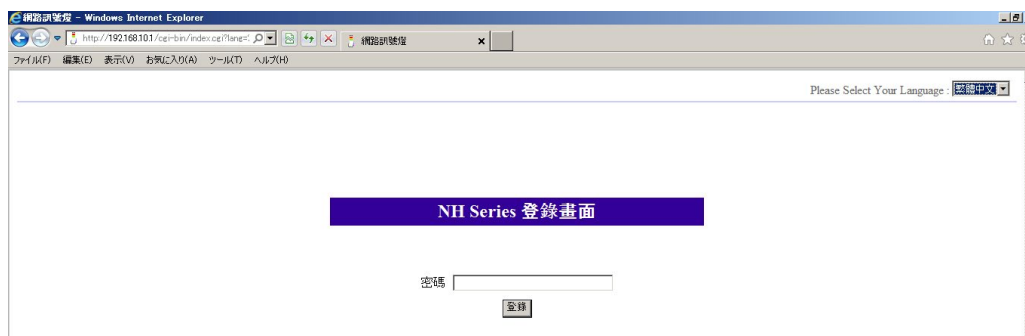 網路訊號燈 - Windows Internet Explorer
http://192.168.10.1/cgi-bin/index.cgi?lang=
網路訊號燈
ファイル(F) 編集(E) 表示(V) お気に入り(A) ツール(T) ヘルプ(H)
Please Select Your Language : 繁體中文
NH Series 登錄畫面
密碼
登錄